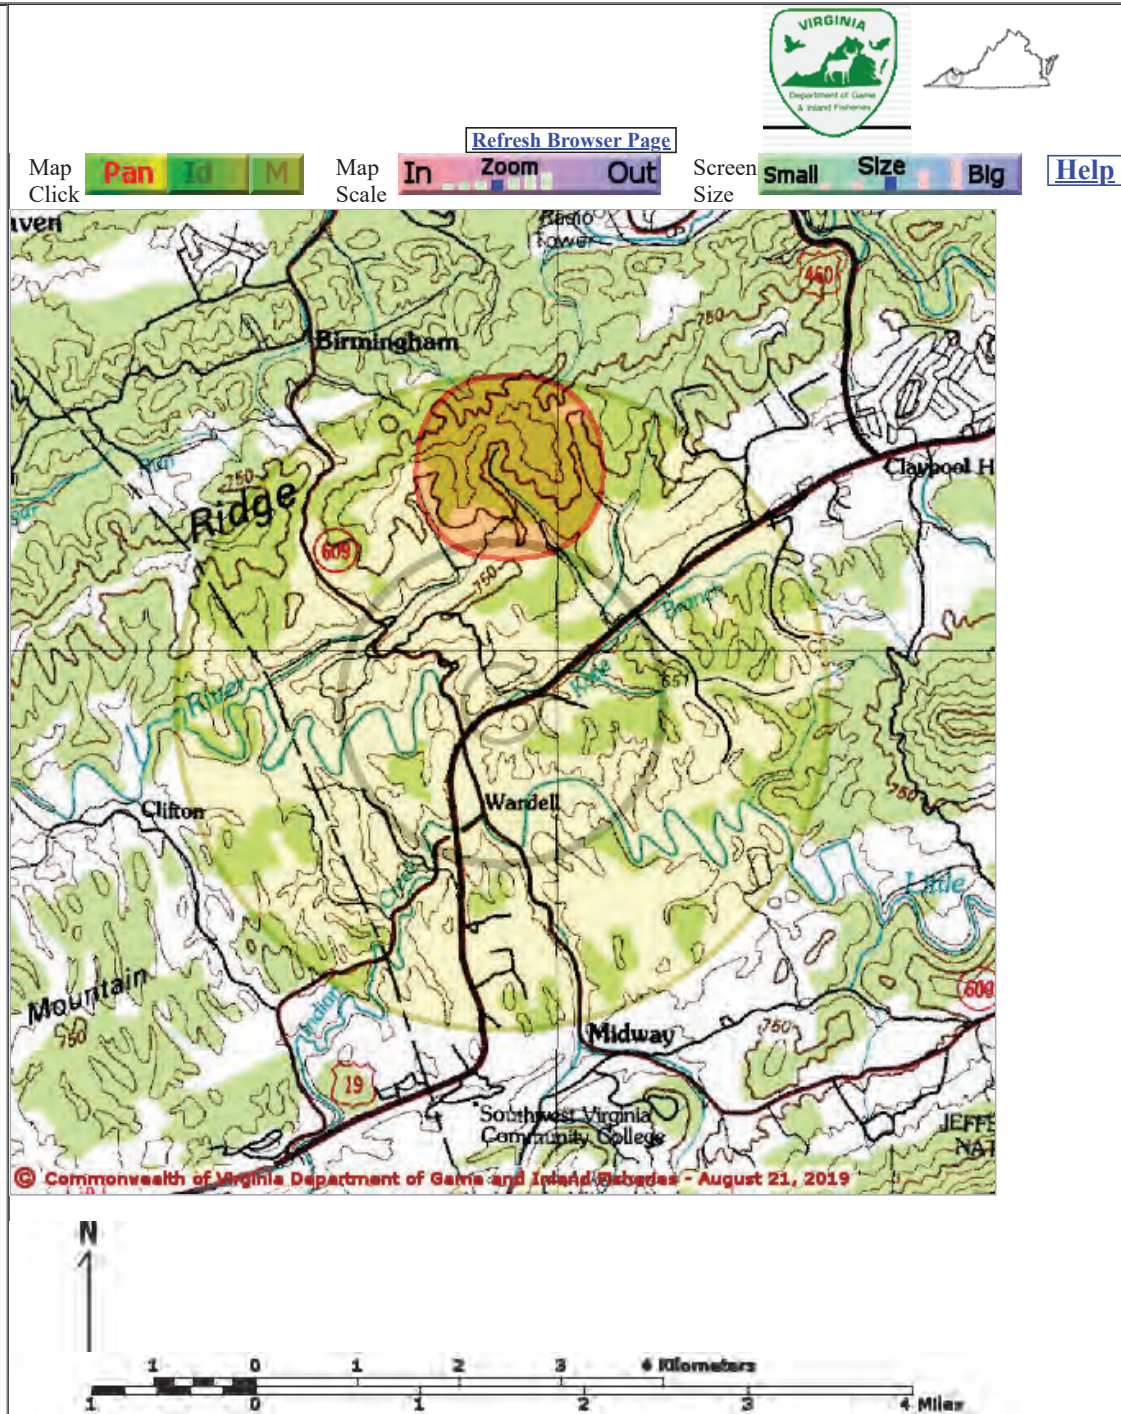 VIRGINIA
Department of Game
& Inland Fisheries
Refresh Browser Page
Map Click
Pan Id M
Map Scale
In Zoom Out
Screen Size
Small Size Big
Help
Radio
Tower
460
750
Birmingham
Claypool H
750
Ridge
Run
609
750
Branch
River
651
750
Clifton
Wardell
Creek
Little
Mountain
750
Indian
609
Midway
750
19
Southwest Virginia
Community College
JEFFE
NAT
© Commonwealth of Virginia Department of Game and Inland Fisheries - August 21, 2019
N
1 0 1 2 3 4 Kilometers
1 0 1 2 3 4 Miles